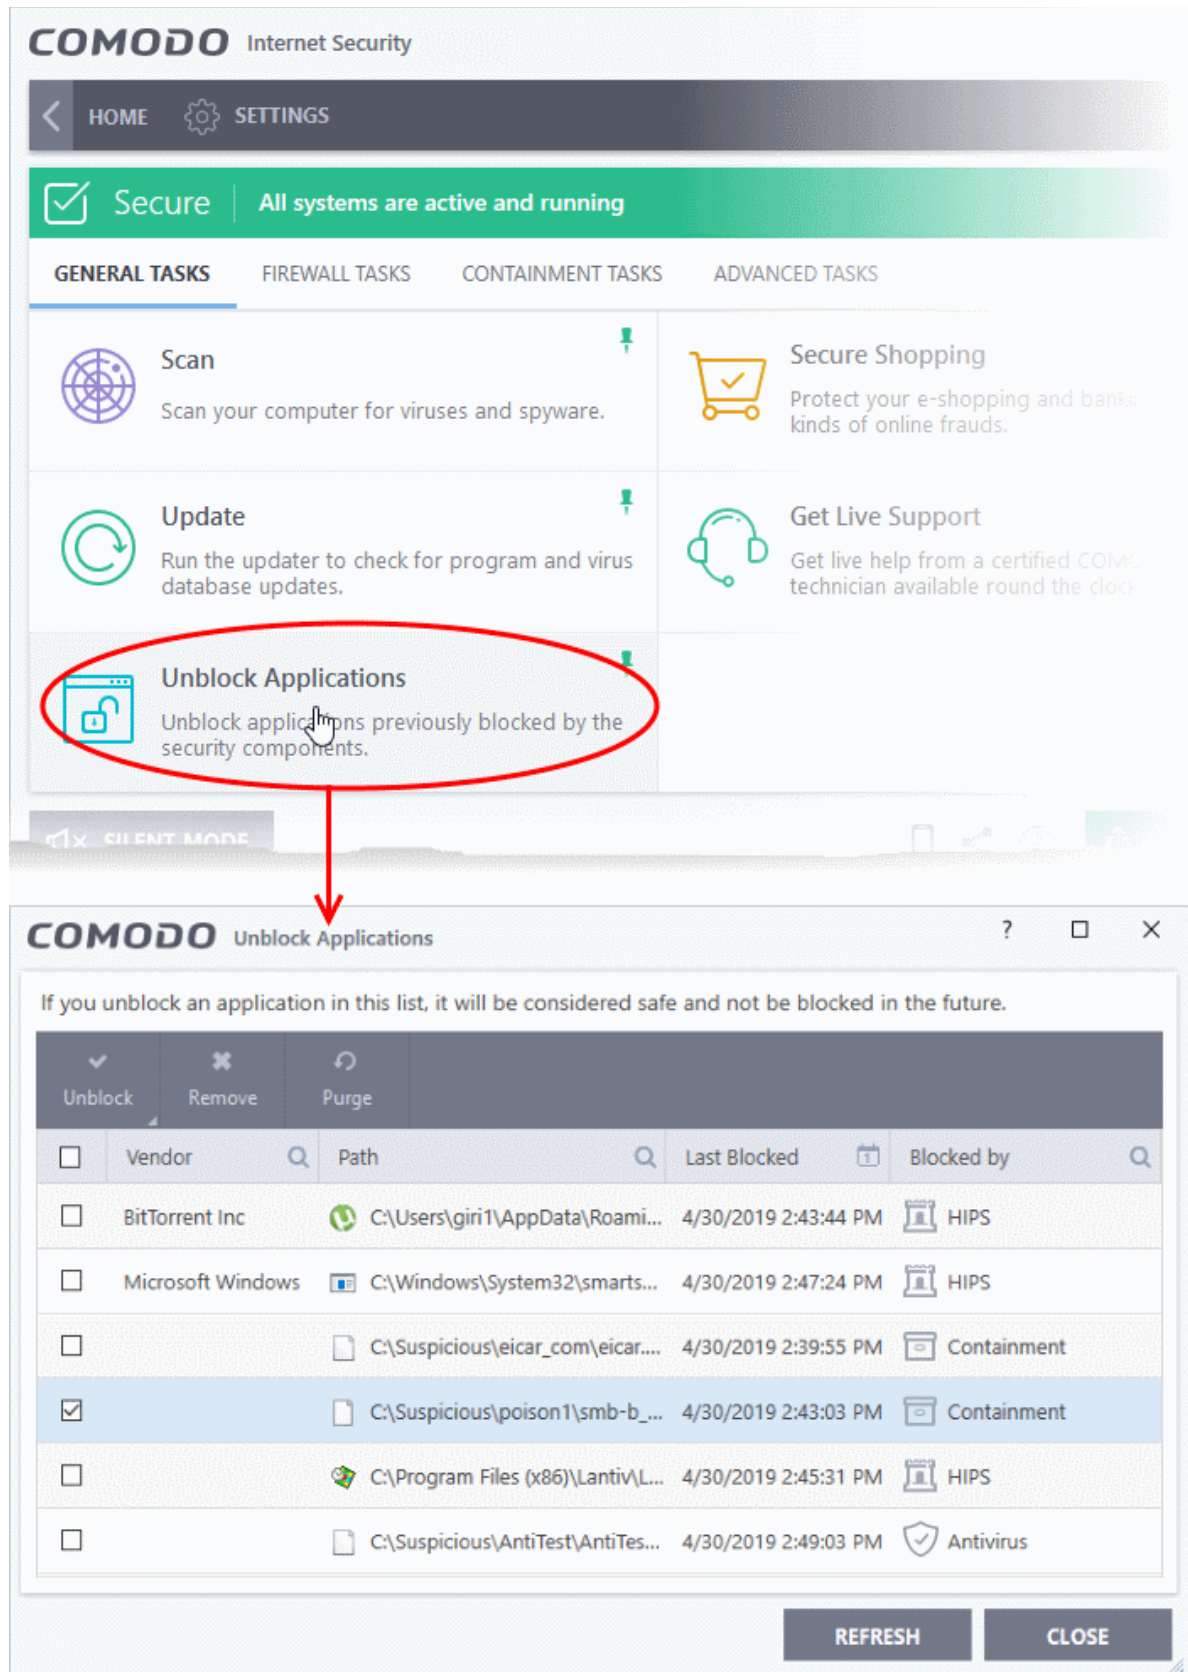 COMODO Internet Security
HOME SETTINGS
Secure All systems are active and running
GENERAL TASKS FIREWALL TASKS CONTAINMENT TASKS ADVANCED TASKS
Scan
Scan your computer for viruses and spyware.
Secure Shopping
Protect your e-shopping and
kinds of online frauds.
Update
Run the updater to check for program and virus
database updates.
Get Live Support
Get live help from a certified
technician available round the
Unblock Applications
Unblock applications previously blocked by the
security components.
SILENT MODE
COMODO Unblock Applications ?
If you unblock an application in this list, it will be considered safe and not be blocked in the future.
Unblock Remove Purge
Vendor Path Last Blocked Blocked by
BitTorrent Inc C:\Users\giri1\AppData\Roami... 4/30/2019 2:43:44 PM HIPS
Microsoft Windows C:\Windows\System32\smarts... 4/30/2019 2:47:24 PM HIPS
C:\Suspicious\eicar_com\eicar.... 4/30/2019 2:39:55 PM Containment
C:\Suspicious\poison1\smb-b_... 4/30/2019 2:43:03 PM Containment
C:\Program Files (x86)\Lantiv\L... 4/30/2019 2:45:31 PM HIPS
C:\Suspicious\AntiTest\AntiTes... 4/30/2019 2:49:03 PM Antivirus
REFRESH CLOSE